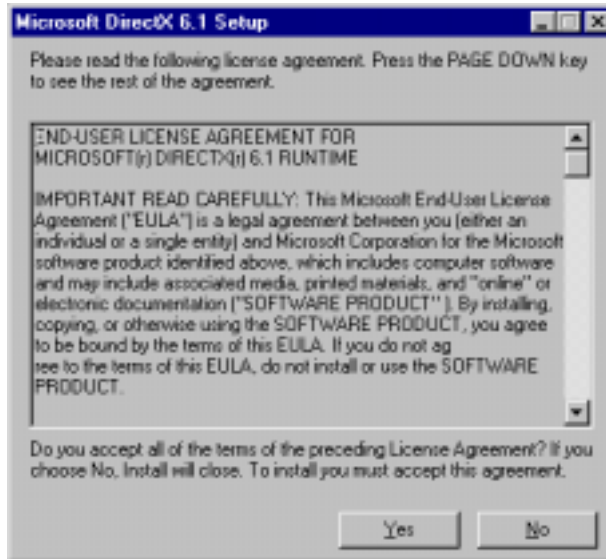 Microsoft DirectX 6.1 Setup
Please read the following license agreement. Press the PAGE DOWN key
to see the rest of the agreement.
END-USER LICENSE AGREEMENT FOR
MICROSOFT(r) DIRECTX(r) 6.1 RUNTIME
IMPORTANT READ CAREFULLY: This Microsoft End-User License
Agreement ("EULA") is a legal agreement between you (either an
individual or a single entity) and Microsoft Corporation for the Microsoft
software product identified above, which includes computer software
and may include associated media, printed materials, and "online" or
electronic documentation ("SOFTWARE PRODUCT" ). By installing,
copying, or otherwise using the SOFTWARE PRODUCT, you agree
to be bound by the terms of this EULA. If you do not ag
ree to the terms of this EULA, do not install or use the SOFTWARE
PRODUCT.
Do you accept all of the terms of the preceding License Agreement? If you
choose No, Install will close. To install you must accept this agreement.
Yes No